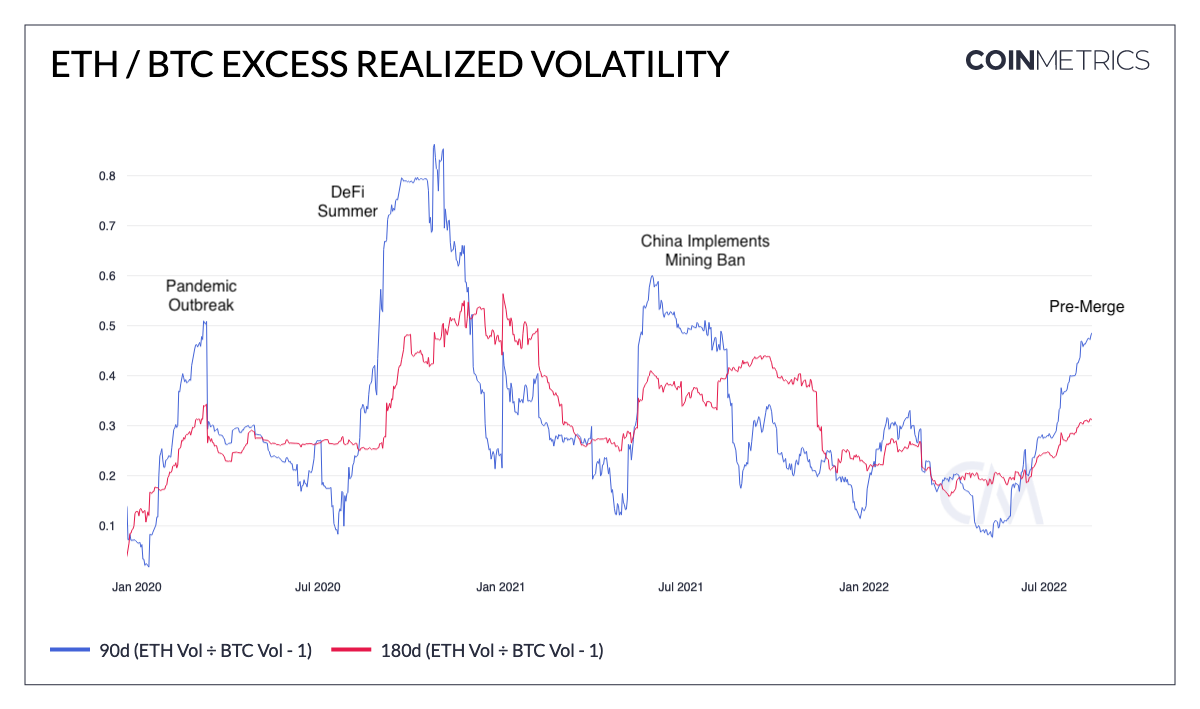 ETH / BTC EXCESS REALIZED VOLATILITY
COINMETRICS
0.8
0.7
0.6
0.5
0.4
0.3
0.2
0.1
Pandemic
Outbreak
DeFi
Summer
China Implements
Mining Ban
Pre-Merge
CM
Jan 2020
Jul 2020
Jan 2021
Jul 2021
Jan 2022
Jul 2022
90d (ETH Vol ÷ BTC Vol - 1)
180d (ETH Vol ÷ BTC Vol - 1)